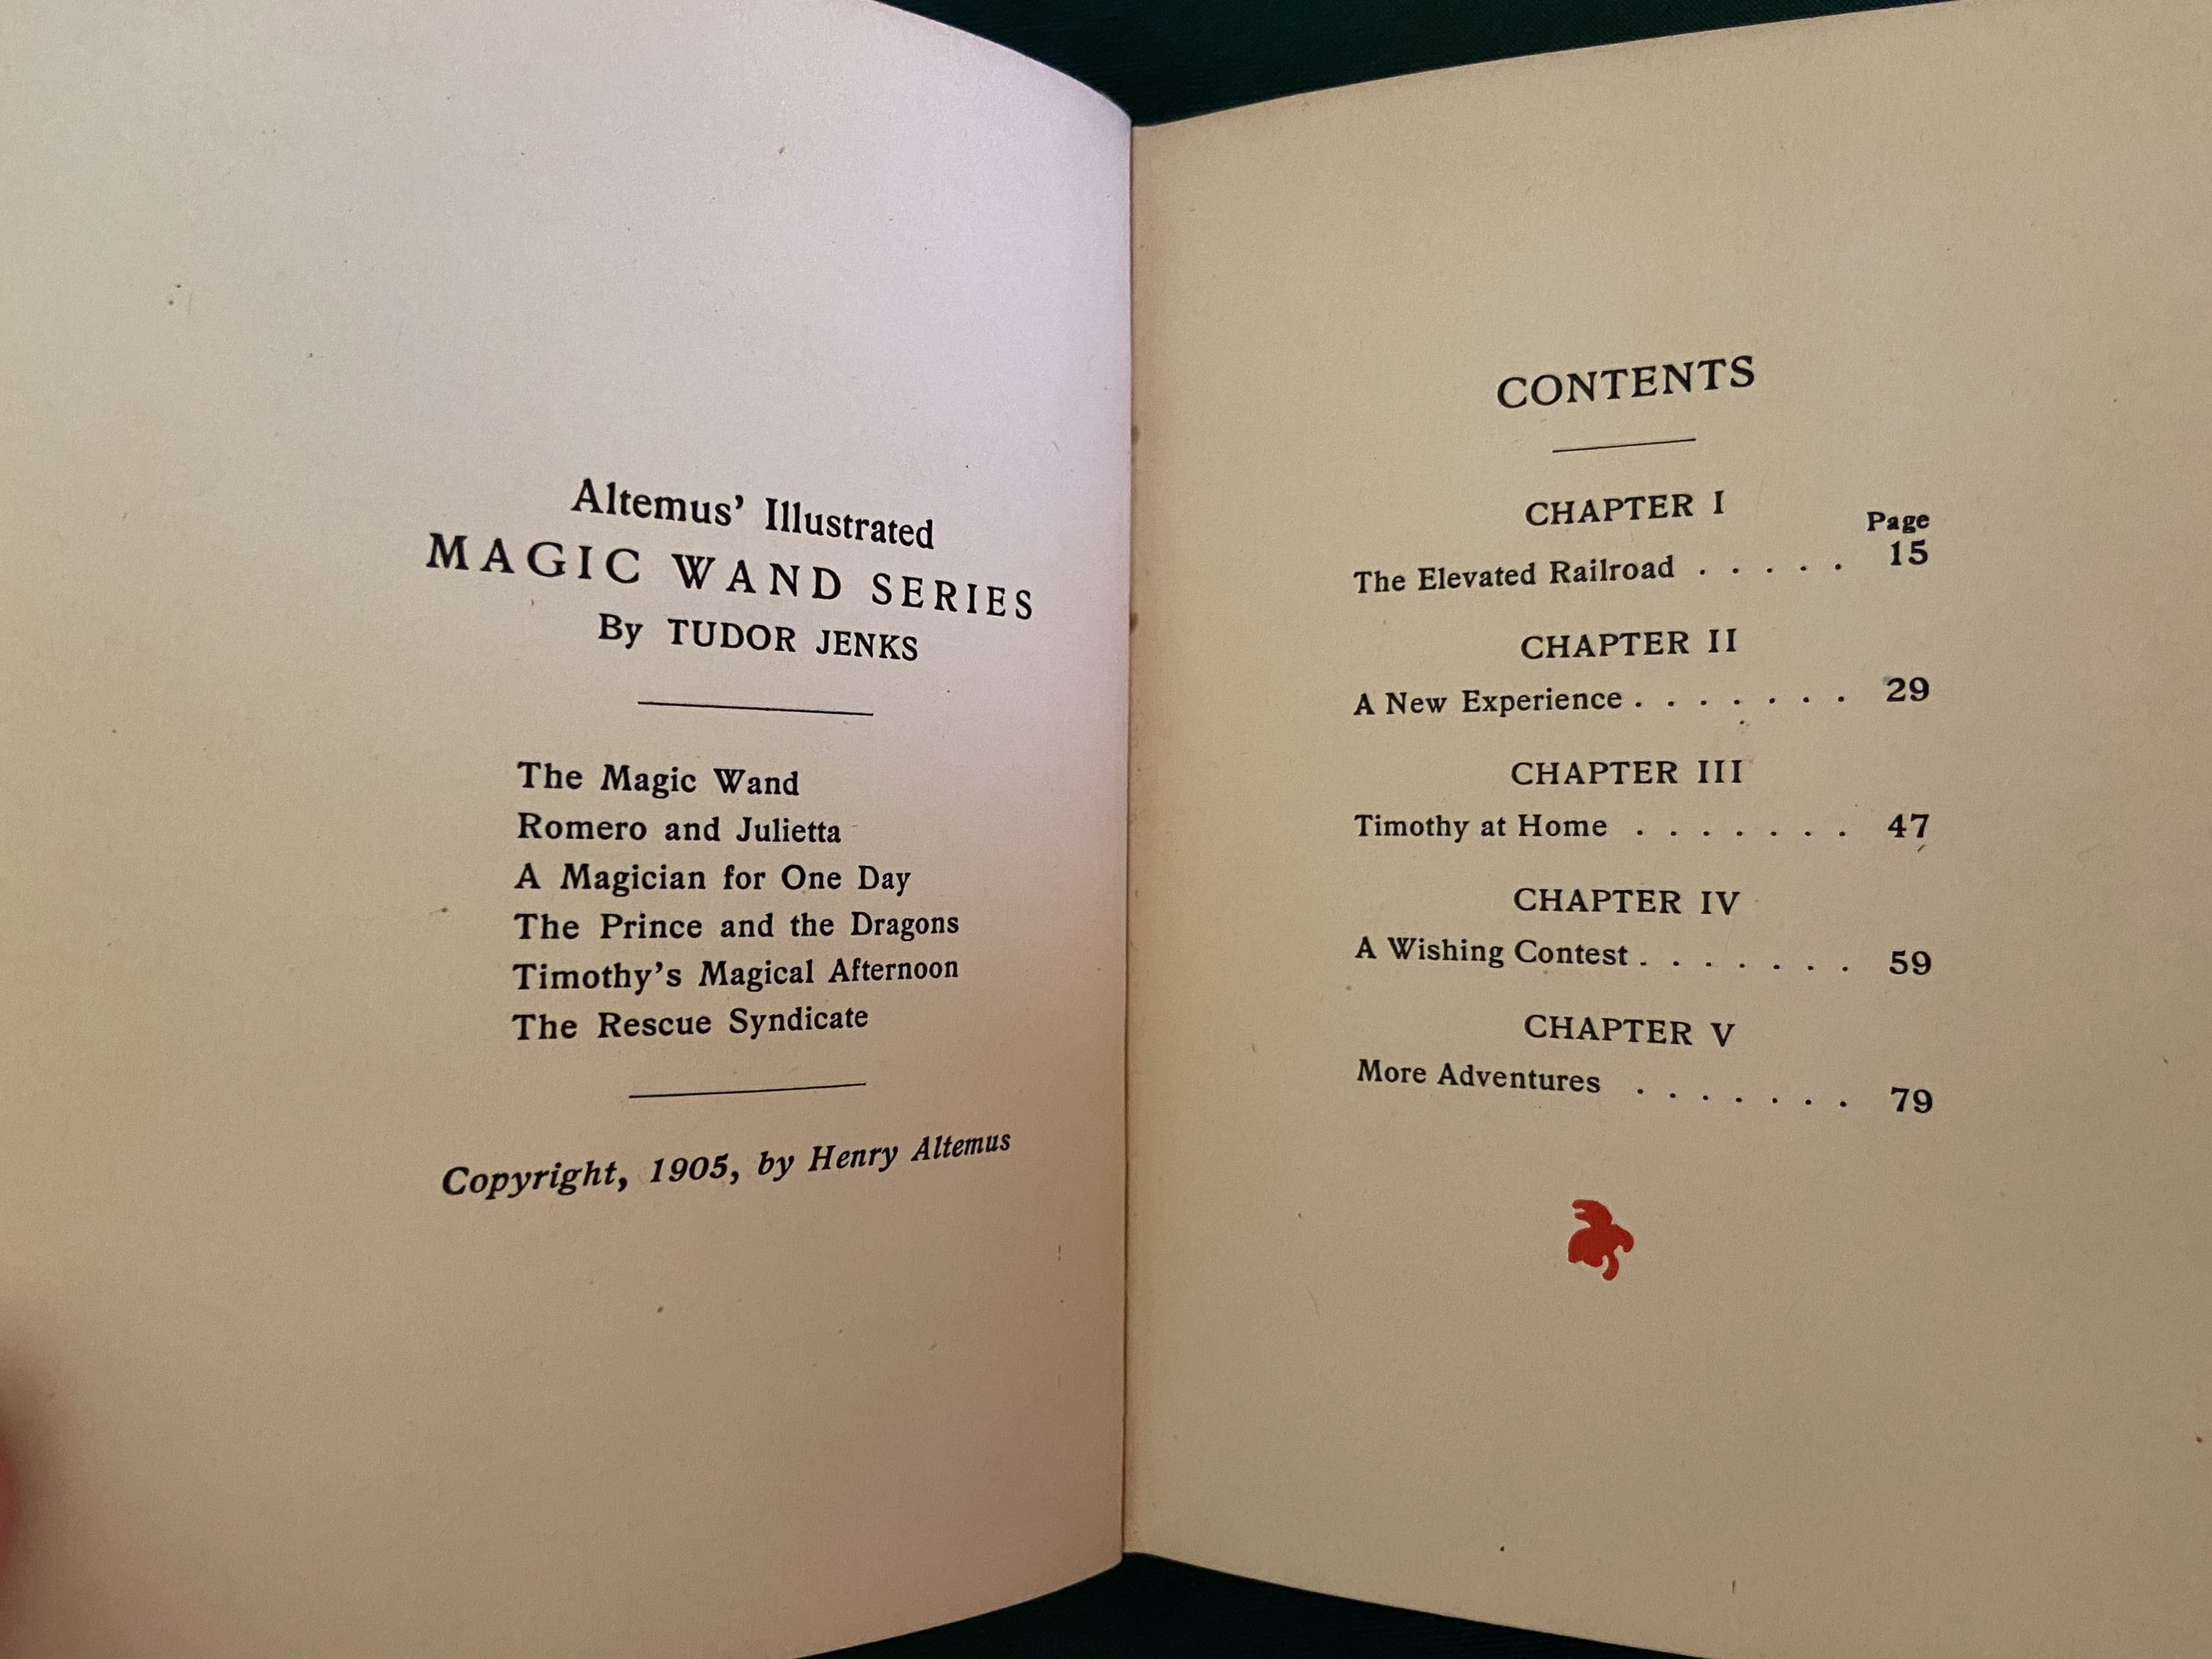 Altemus’ Illustrated
MAGIC WAND SERIES
By TUDOR JENKS
The Magic Wand
Romero and Julietta
A Magician for One Day
The Prince and the Dragons
Timothy’s Magical Afternoon
The Rescue Syndicate
Copyright, 1905, by Henry Altemus
CONTENTS
CHAPTER I
Page
The Elevated Railroad . . . . . 15
CHAPTER II
A New Experience . . . . . . . 29
CHAPTER III
Timothy at Home . . . . . . . 47
CHAPTER IV
A Wishing Contest . . . . . . . 59
CHAPTER V
More Adventures . . . . . . . 79